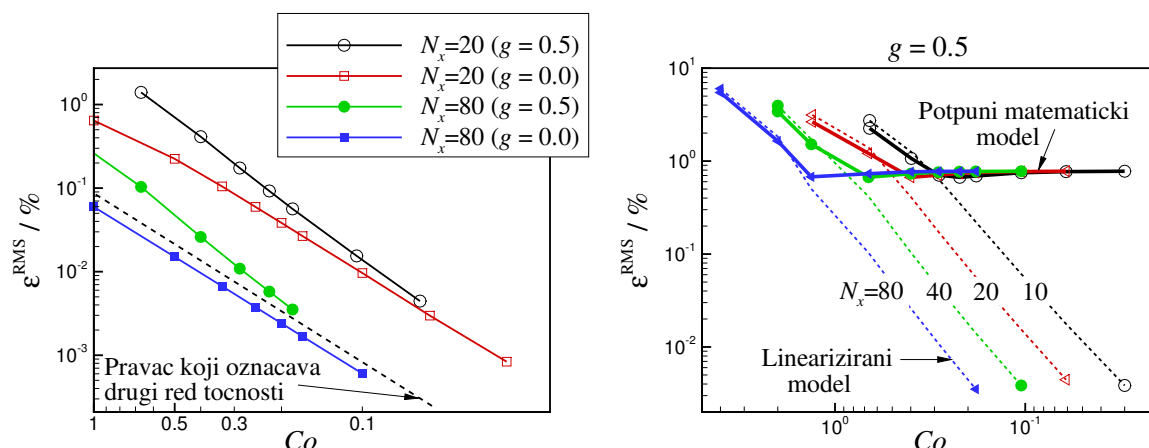 N_x=20 (g = 0.5)
N_x=20 (g = 0.0)
N_x=80 (g = 0.5)
N_x=80 (g = 0.0)
10^0
10^-1
10^-2
10^-3
ε^RMS / %
Pravac koji oznacava
drugi red tocnosti
1
0.5
0.3
0.1
Co
g = 0.5
10^1
10^0
10^-1
10^-2
ε^RMS / %
Potpuni matematicki
model
N_x=80
40
20
10
Linearizirani
model
10^0
10^-1
Co